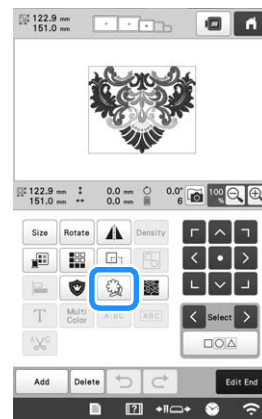 122.9 mm
151.0 mm
122.9 mm 0.0 mm 0.0°
151.0 mm 0.0 mm 6
100 %
Size Rotate Density
T Multi Color A:BC ABC
Select
Add Delete Edit End